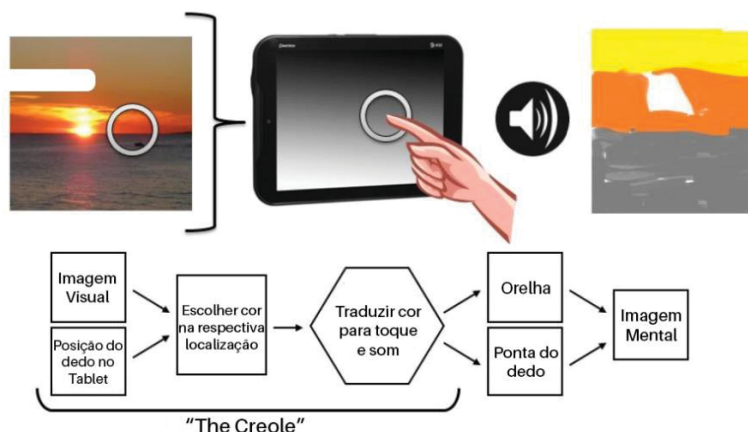 Imagem
Visual
Posição do
dedo no
Tablet
Escolher cor
na respectiva
localização
Traduzir cor
para toque
e som
Orelha
Ponta do
dedo
Imagem
Mental
“The Creole”